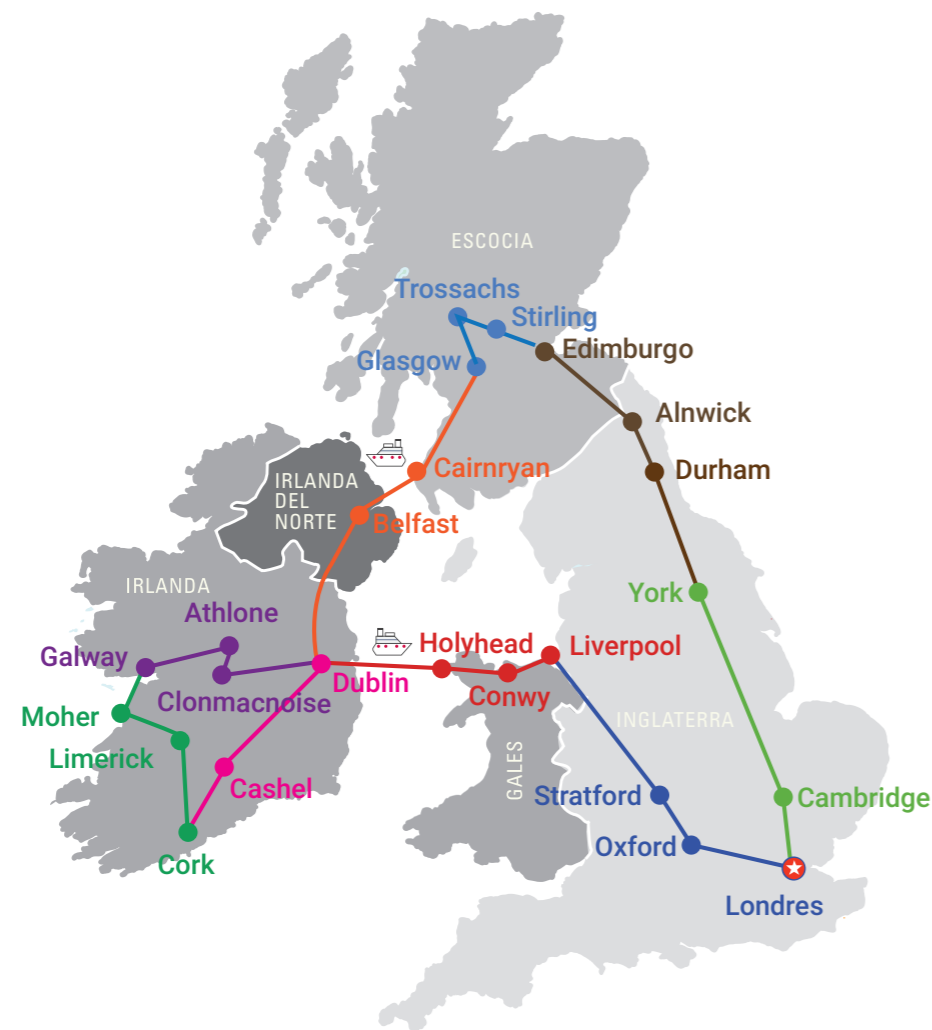 ESCOCIA
Trossachs
Stirling
Edimburgo
Glasgow
Alnwick
Cairnryan
Durham
IRLANDA
DEL
NORTE
Belfast
IRLANDA
Athlone
York
Galway
Holyhead
Liverpool
Dublin
Conwy
Clonmacnoise
Moher
INGLATERRA
Limerick
GALES
Cashel
Stratford
Cambridge
Oxford
Cork
Londres